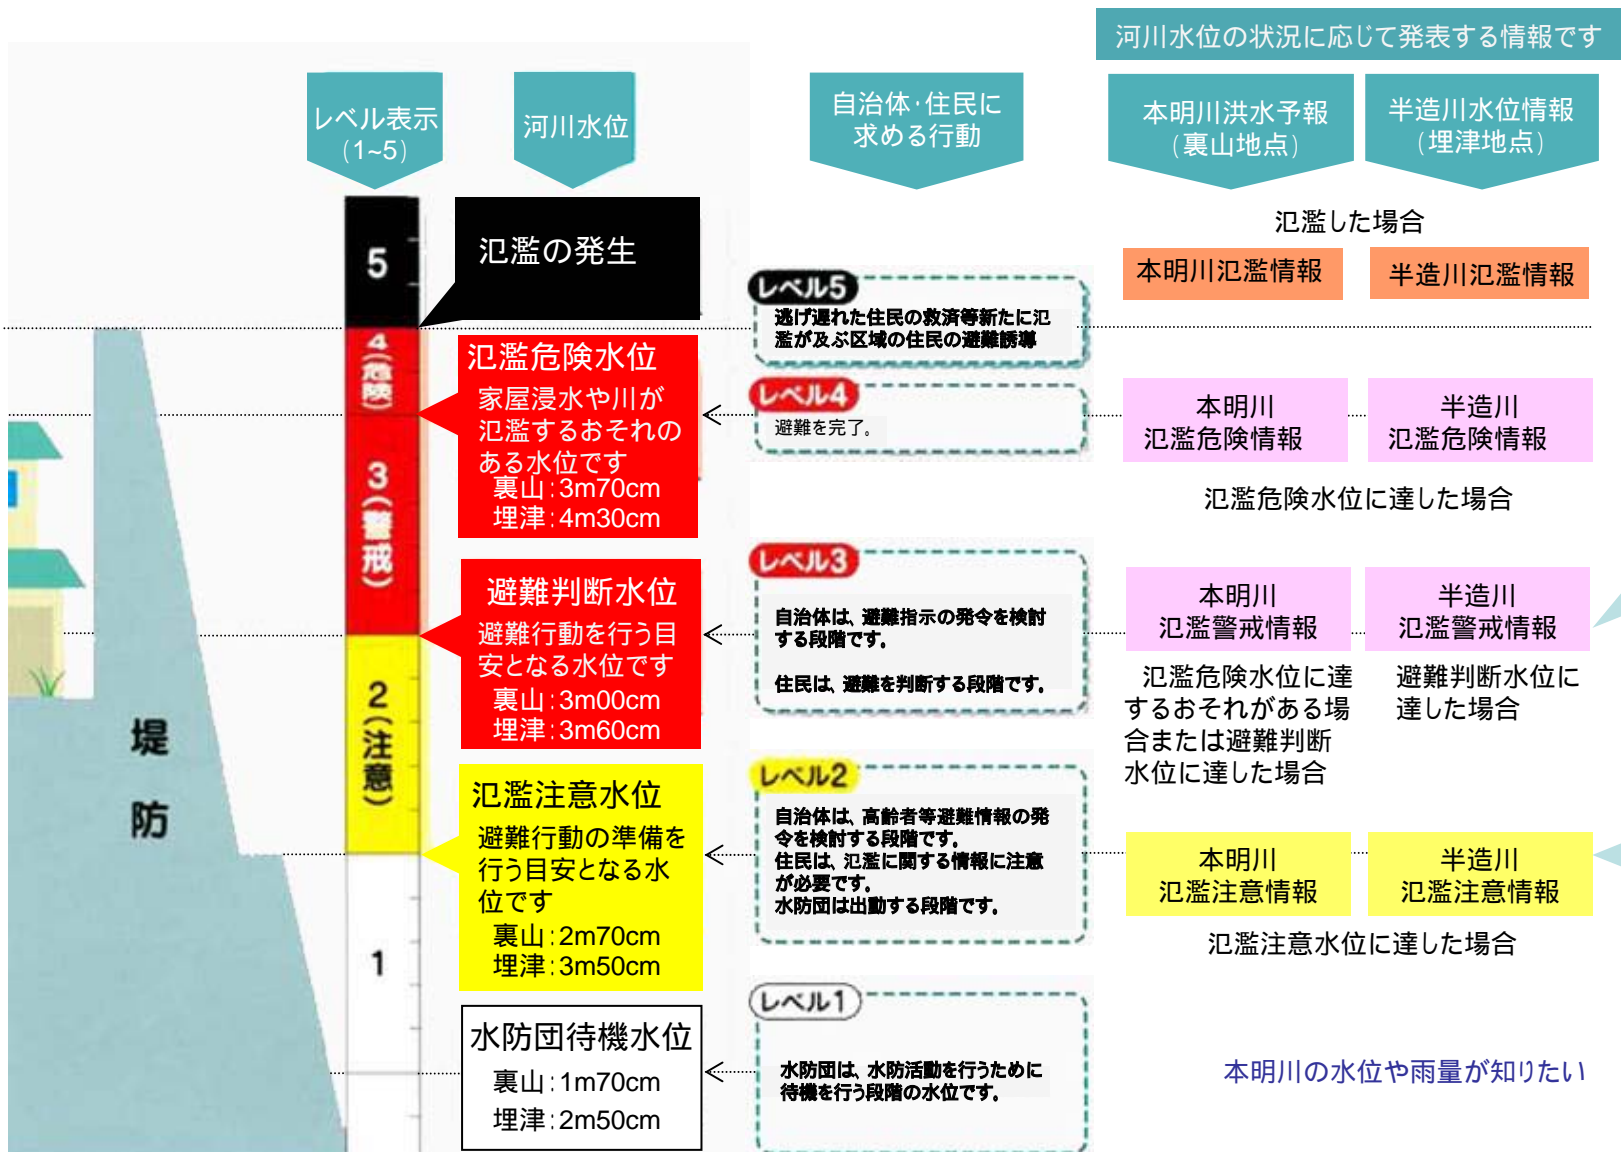 河川水位の状況に応じて発表する情報です
レベル表示
(1~5)
河川水位
自治体・住民に
求める行動
本明川洪水予報
(裏山地点)
半造川水位情報
(埋津地点)
5
4(危険)
3(警戒)
2(注意)
1
堤防
氾濫の発生
氾濫危険水位
家屋浸水や川が
氾濫するおそれの
ある水位です
裏山:3m70cm
埋津:4m30cm
避難判断水位
避難行動を行う目
安となる水位です
裏山:3m00cm
埋津:3m60cm
氾濫注意水位
避難行動の準備を
行う目安となる水
位です
裏山:2m70cm
埋津:3m50cm
水防団待機水位
裏山:1m70cm
埋津:2m50cm
レベル5
逃げ遅れた住民の救済等新たに氾
濫が及ぶ区域の住民の避難誘導
レベル4
避難を完了。
レベル3
自治体は、避難指示の発令を検討
する段階です。
住民は、避難を判断する段階です。
レベル2
自治体は、高齢者等避難情報の発
令を検討する段階です。
住民は、氾濫に関する情報に注意
が必要です。
水防団は出動する段階です。
レベル1
水防団は、水防活動を行うために
待機を行う段階の水位です。
氾濫した場合
本明川氾濫情報
半造川氾濫情報
本明川
氾濫危険情報
半造川
氾濫危険情報
氾濫危険水位に達した場合
本明川
氾濫警戒情報
半造川
氾濫警戒情報
氾濫危険水位に達
するおそれがある場
合または避難判断
水位に達した場合
避難判断水位に
達した場合
本明川
氾濫注意情報
半造川
氾濫注意情報
氾濫注意水位に達した場合
本明川の水位や雨量が知りたい